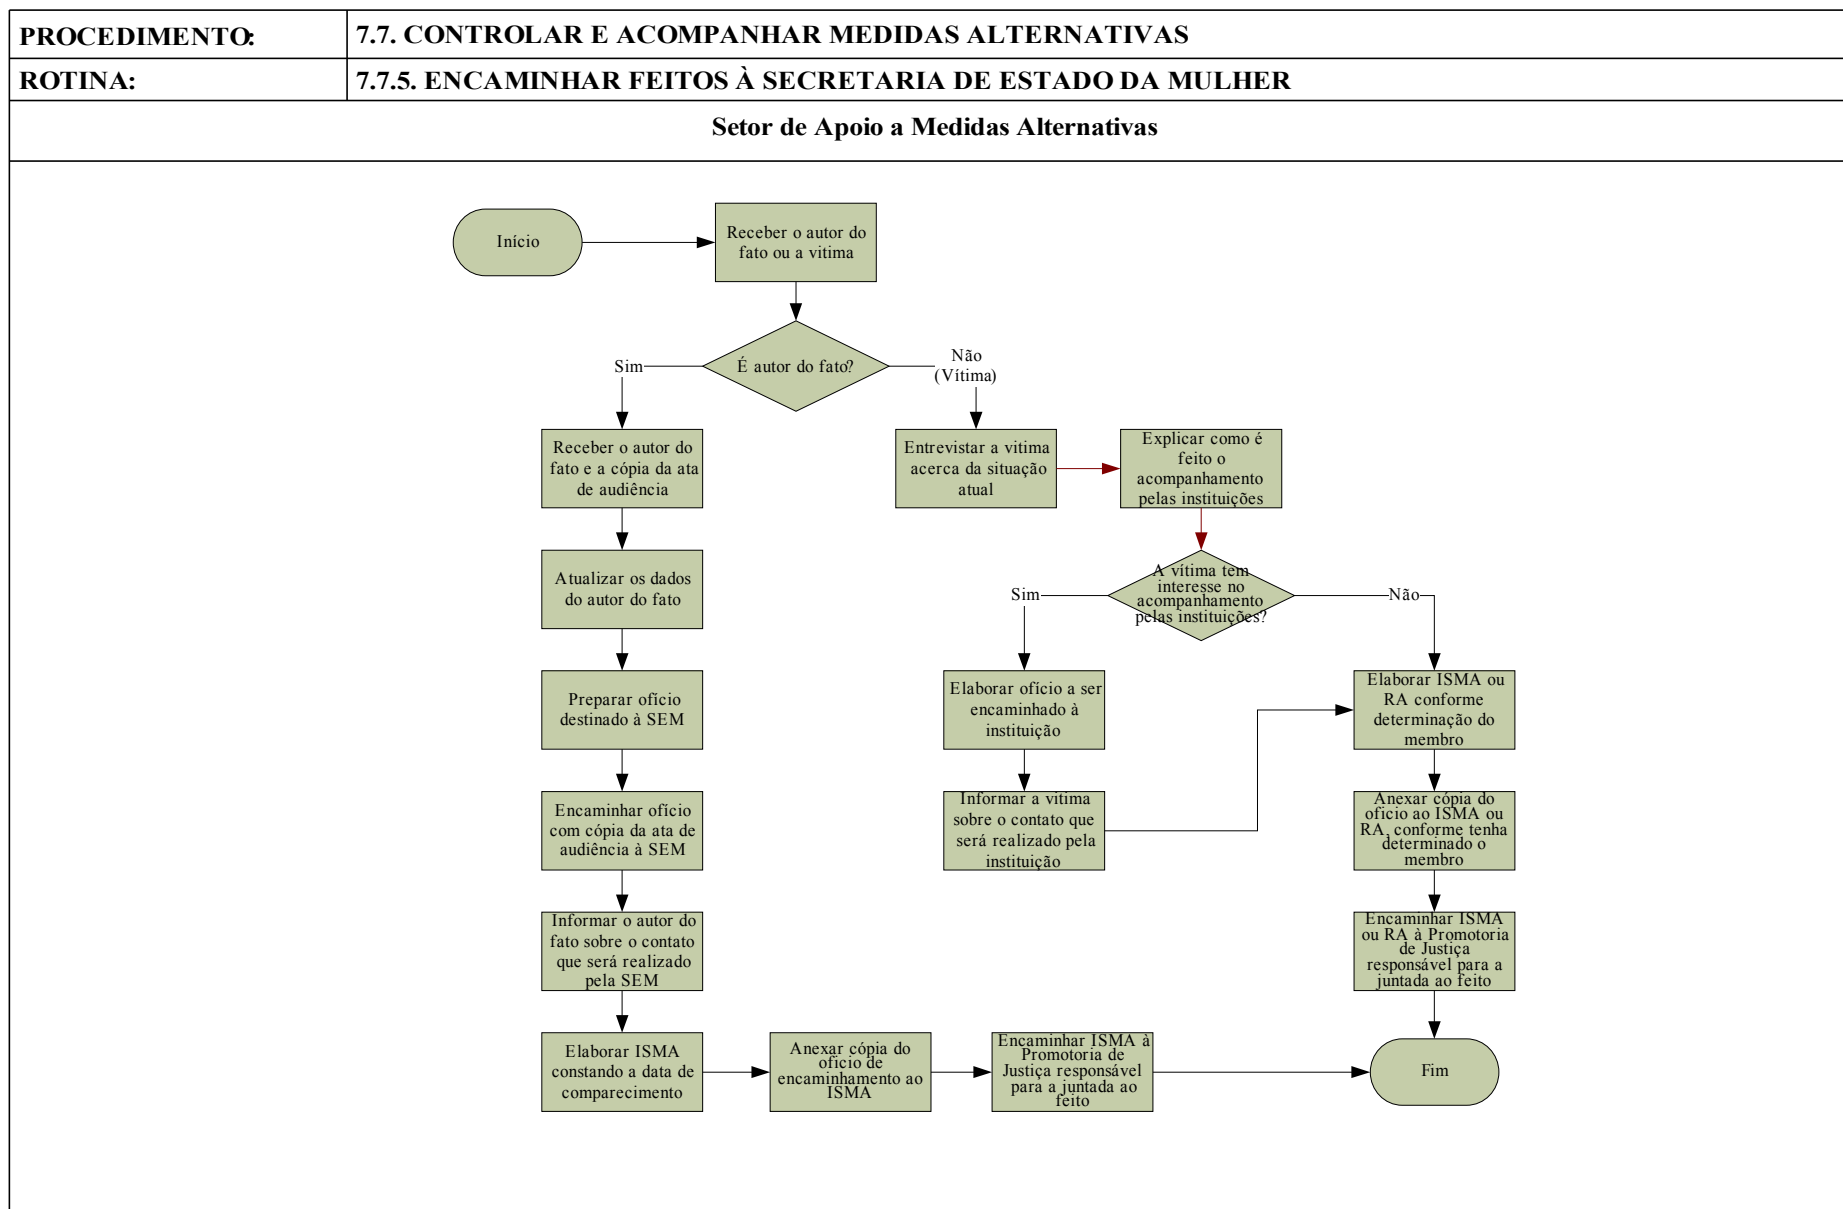 PROCEDIMENTO:
7.7. CONTROLAR E ACOMPANHAR MEDIDAS ALTERNATIVAS
ROTINA:
7.7.5. ENCAMINHAR FEITOS À SECRETARIA DE ESTADO DA MULHER
Setor de Apoio a Medidas Alternativas
Início
Receber o autor do
fato ou a vitima
É autor do fato?
Sim
Não
(Vítima)
Receber o autor do
fato e a cópia da ata
de audiência
Entrevistar a vitima
acerca da situação
atual
Explicar como é
feito o
acompanhamento
pelas instituições
Atualizar os dados
do autor do fato
A vítima tem
interesse no
acompanhamento
pelas instituições?
Sim
Não
Preparar ofício
destinado à SEM
Elaborar ofício a ser
encaminhado à
instituição
Elaborar ISMA ou
RA conforme
determinação do
membro
Encaminhar ofício
com cópia da ata de
audiência à SEM
Informar a vitima
sobre o contato que
será realizado pela
instituição
Anexar cópia do
oficio ao ISMA ou
RA, conforme tenha
determinado o
membro
Informar o autor do
fato sobre o contato
que será realizado
pela SEM
Encaminhar ISMA
ou RA à Promotoria
de Justiça
responsável para a
juntada ao feito
Elaborar ISMA
constando a data de
comparecimento
Anexar cópia do
oficio de
encaminhamento ao
ISMA
Encaminhar ISMA à
Promotoria de
Justiça responsável
para a juntada ao
feito
Fim